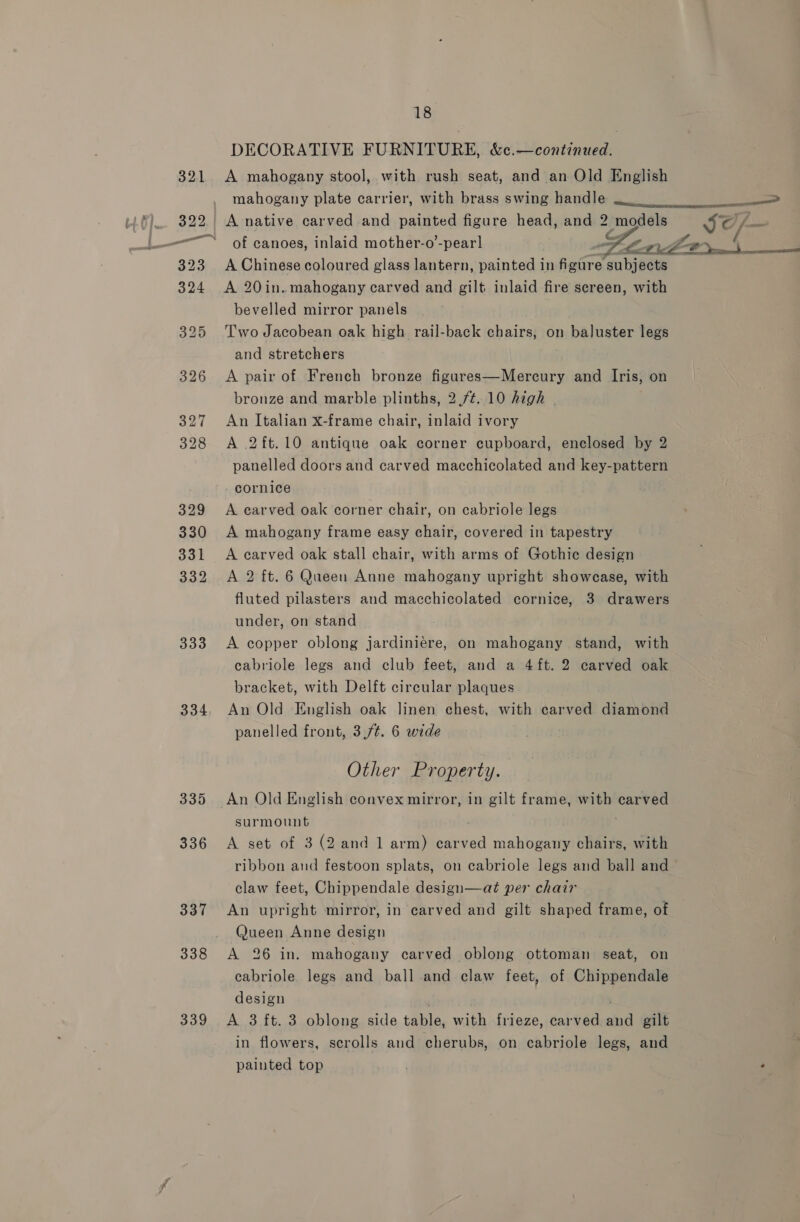 18
DECORATIVE FURNITURE, &c.—continued.
321 A mahogany stool, with rush seat, and an Old English
mahogany plate carrier, with brass swing handle
322 A native carved and painted figure head, and 2 models
of canoes, inlaid mother-o'-pearl
323 A Chinese coloured glass lantern, painted in figure subjects
324 A 20in. mahogany carved and gilt inlaid fire screen, with
bevelled mirror panels
325 Two Jacobean oak high rail-back chairs, on baluster legs
and stretchers
326 A pair of French bronze figures—Mercury and Iris, on
bronze and marble plinths, 2 ft. 10 high
327 An Italian x-frame chair, inlaid ivory
328 A 2ft. 10 antique oak corner cupboard, enclosed by 2
panelled doors and carved macchicolated and key-pattern
cornice
329 A carved oak corner chair, on cabriole legs
330 A mahogany frame easy chair, covered in tapestry
331 A carved oak stall chair, with arms of Gothic design
332 A 2 ft. 6 Queen Anne mahogany upright showcase, with
fluted pilasters and macchicolated cornice, 3 drawers
under, on stand
333 A copper oblong jardinière, on mahogany stand, with
cabriole legs and club feet, and a 4ft. 2 carved oak
bracket, with Delft circular plaques
334 An Old English oak linen chest, with carved diamond
panelled front, 3 ft. 6 wide
Other Property.
335 An Old English convex mirror, in gilt frame, with carved
surmount
336 A set of 3 (2 and 1 arm) carved mahogany chairs, with
ribbon and festoon splats, on cabriole legs and ball and
claw feet, Chippendale design—at per chair
337 An upright mirror, in carved and gilt shaped frame, of
Queen Anne design
338 A 26 in. mahogany carved oblong ottoman seat, on
cabriole legs and ball and claw feet, of Chippendale
design
339 A 3 ft. 3 oblong side table, with frieze, carved and gilt
in flowers, scrolls and cherubs, on cabriole legs, and
painted top